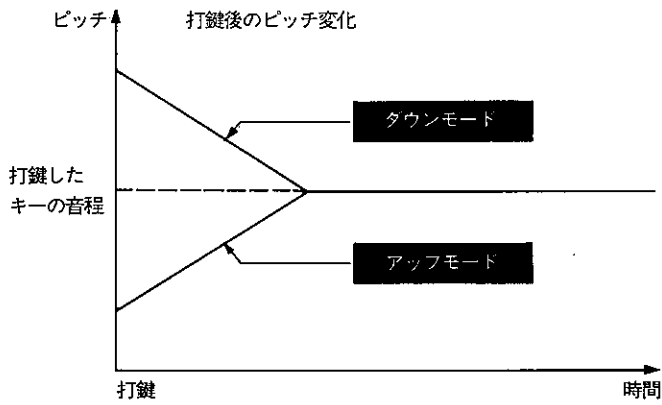 ピッチ
打鍵後のピッチ変化
ダウンモード
打鍵した
キーの音程
アップモード
打鍵
時間